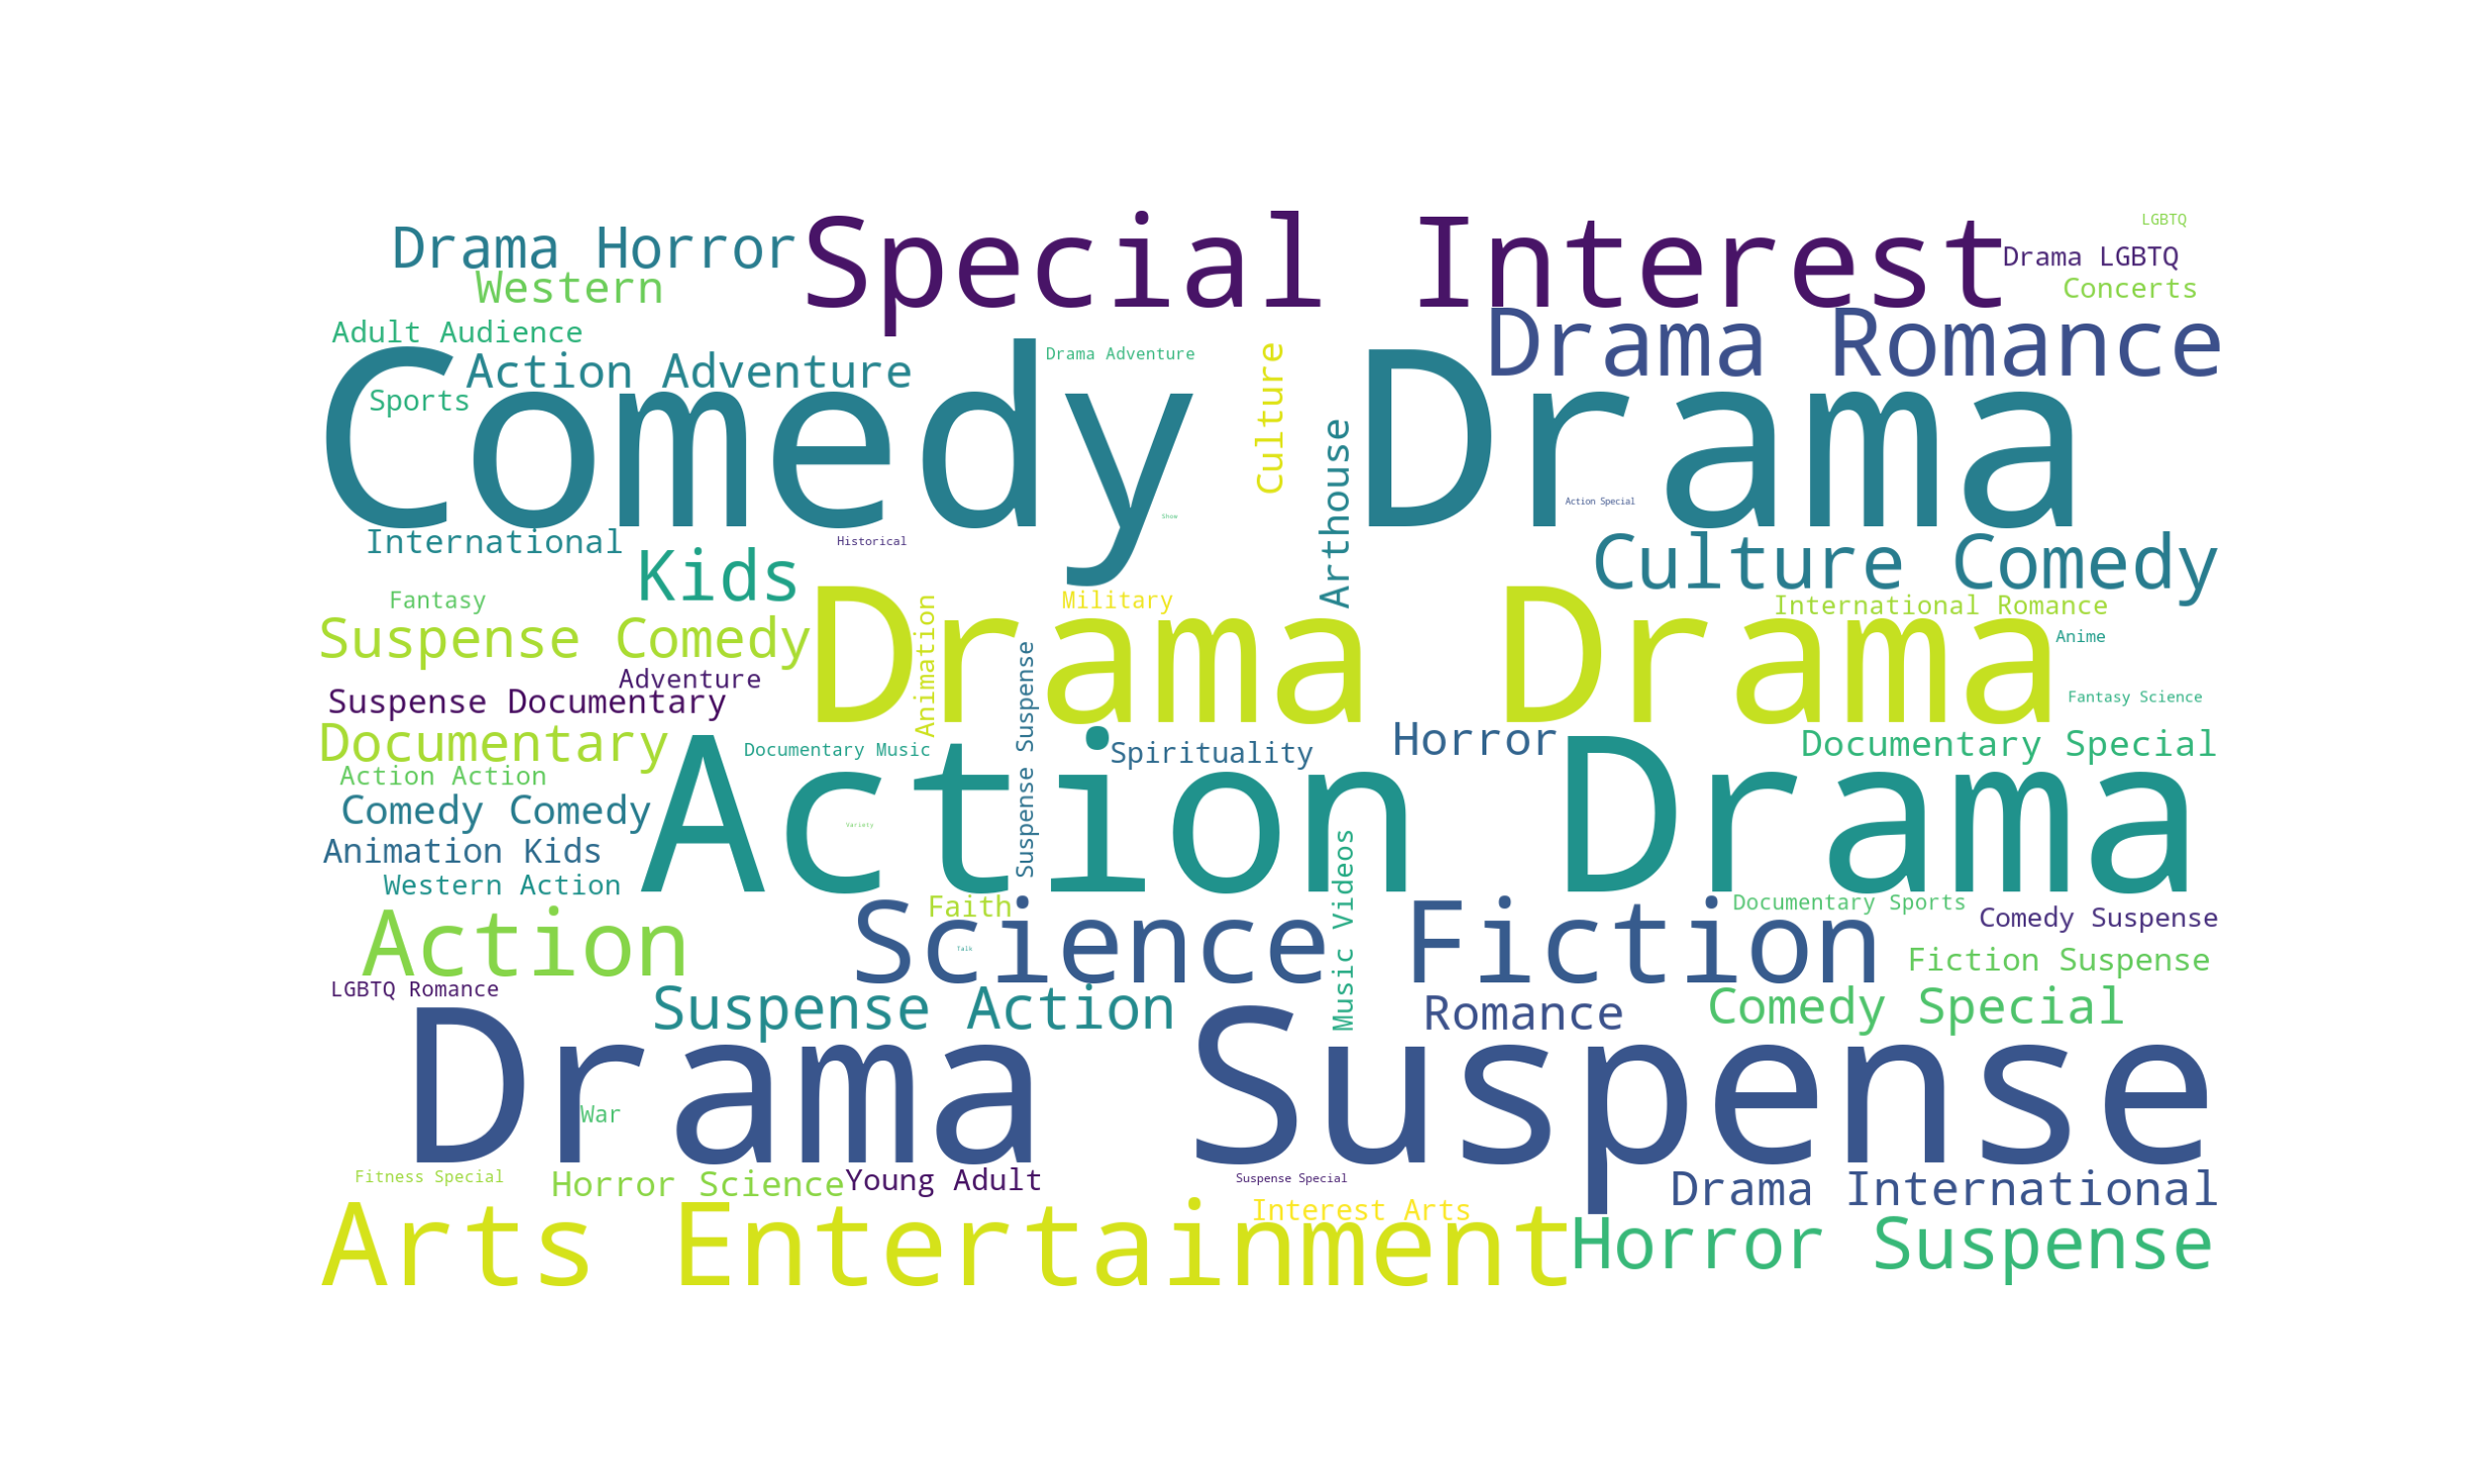 Special Interest
LGBTQ
Drama Horror
Drama LGBTQ
Western
Concerts
Adult Audience
Drama Romance
Action Adventure
Drama Adventure
Culture
Sports
Comedy Drama
Arthouse
Action Special
Show
International
Historical
Kids
Culture Comedy
Fantasy
Military
International Romance
Suspense Comedy
Animation
Drama Drama
Anime
Adventure
Suspense Documentary
Suspense Suspense
Fantasy Science
Documentary
Documentary Music
Spirituality
Horror
Documentary Special
Action Action
Action Drama
Comedy Comedy
Variety
Animation Kids
Music Videos
Western Action
Faith
Documentary Sports
Comedy Suspense
Action
Science Fiction
Talk
Fiction Suspense
LGBTQ Romance
Suspense Action
Romance
Comedy Special
Drama Suspense
War
Fitness Special
Horror Science
Young Adult
Suspense Special
Drama International
Interest Arts
Arts Entertainment
Horror Suspense